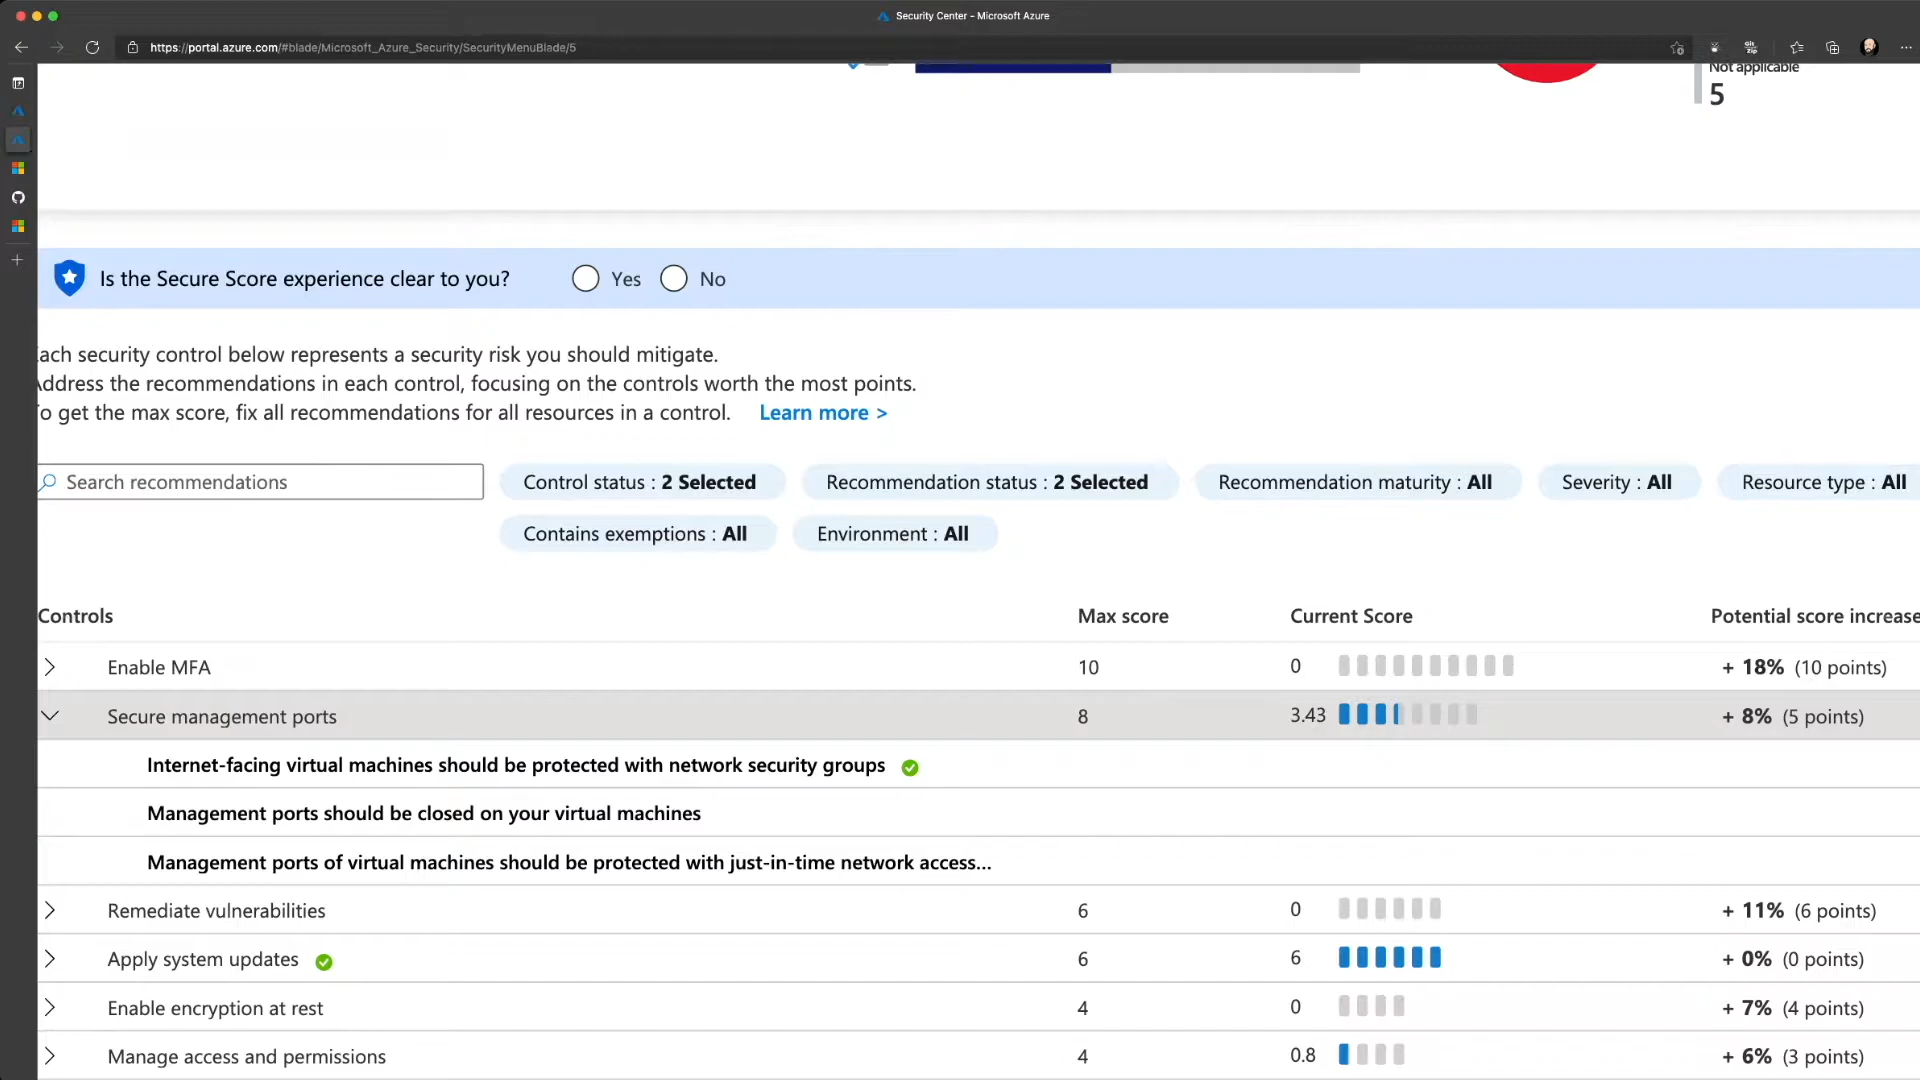 Security Center - Microsoft Azure
https://portal.azure.com/#blade/Microsoft_Azure_Security/SecurityMenuBlade/5
Not applicable
5
Is the Secure Score experience clear to you? Yes No
Each security control below represents a security risk you should mitigate.
Address the recommendations in each control, focusing on the controls worth the most points.
To get the max score, fix all recommendations for all resources in a control. Learn more >
Search recommendations Control status : 2 Selected Recommendation status : 2 Selected Recommendation maturity : All Severity : All Resource type : All
Contains exemptions : All Environment : All
Controls Max score Current Score Potential score increase
Enable MFA 10 0 + 18% (10 points)
Secure management ports 8 3.43 + 8% (5 points)
Internet-facing virtual machines should be protected with network security groups
Management ports should be closed on your virtual machines
Management ports of virtual machines should be protected with just-in-time network access...
Remediate vulnerabilities 6 0 + 11% (6 points)
Apply system updates 6 6 + 0% (0 points)
Enable encryption at rest 4 0 + 7% (4 points)
Manage access and permissions 4 0.8 + 6% (3 points)